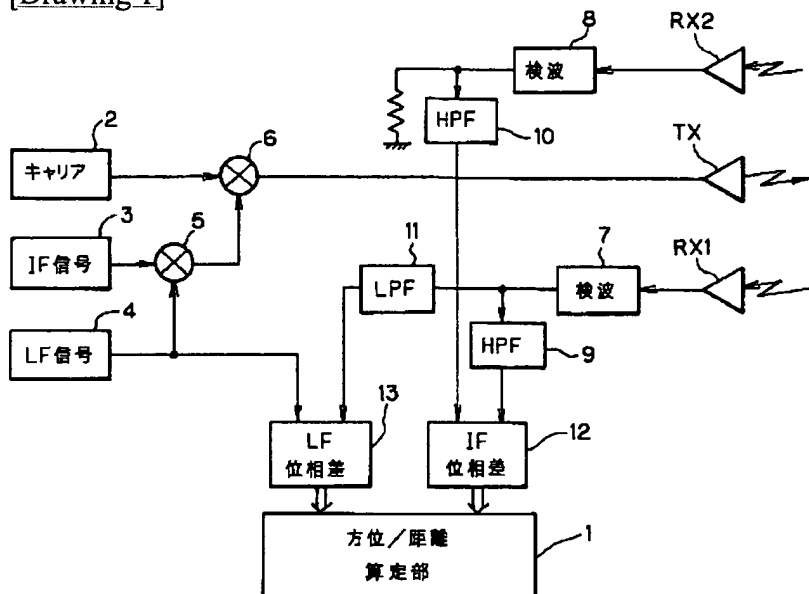 [Drawing 1]
8
RX2
検波
HPF
10
2
キャリア
6
TX
3
IF信号
5
11
LPF
7
検波
RX1
4
LF信号
HPF
9
13
LF
位相差
12
IF
位相差
方位／距離
算定部
1